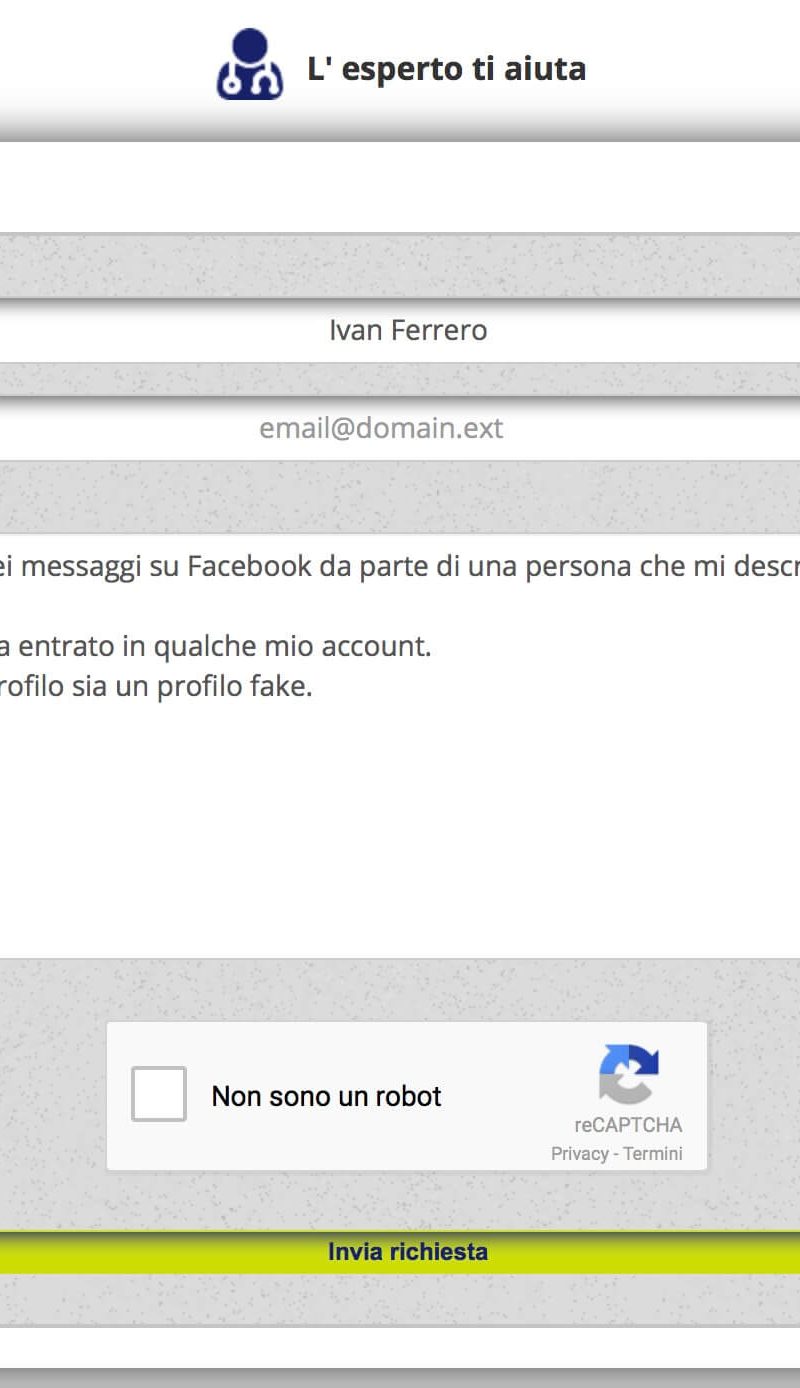 L' esperto ti aiuta
Ivan Ferrero
email@domain.ext
ei messaggi su Facebook da parte di una persona che mi descr
a entrato in qualche mio account.
rofilo sia un profilo fake.
Non sono un robot
reCAPTCHA
Privacy - Termini
Invia richiesta